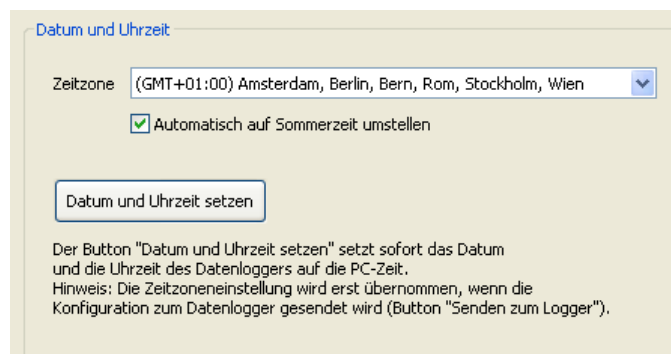 Datum und Uhrzeit
Zeitzone (GMT+01:00) Amsterdam, Berlin, Bern, Rom, Stockholm, Wien
Automatisch auf Sommerzeit umstellen
Datum und Uhrzeit setzen
Der Button "Datum und Uhrzeit setzen" setzt sofort das Datum
und die Uhrzeit des Datenloggers auf die PC-Zeit.
Hinweis: Die Zeitzoneneinstellung wird erst übernommen, wenn die
Konfiguration zum Datenlogger gesendet wird (Button "Senden zum Logger").